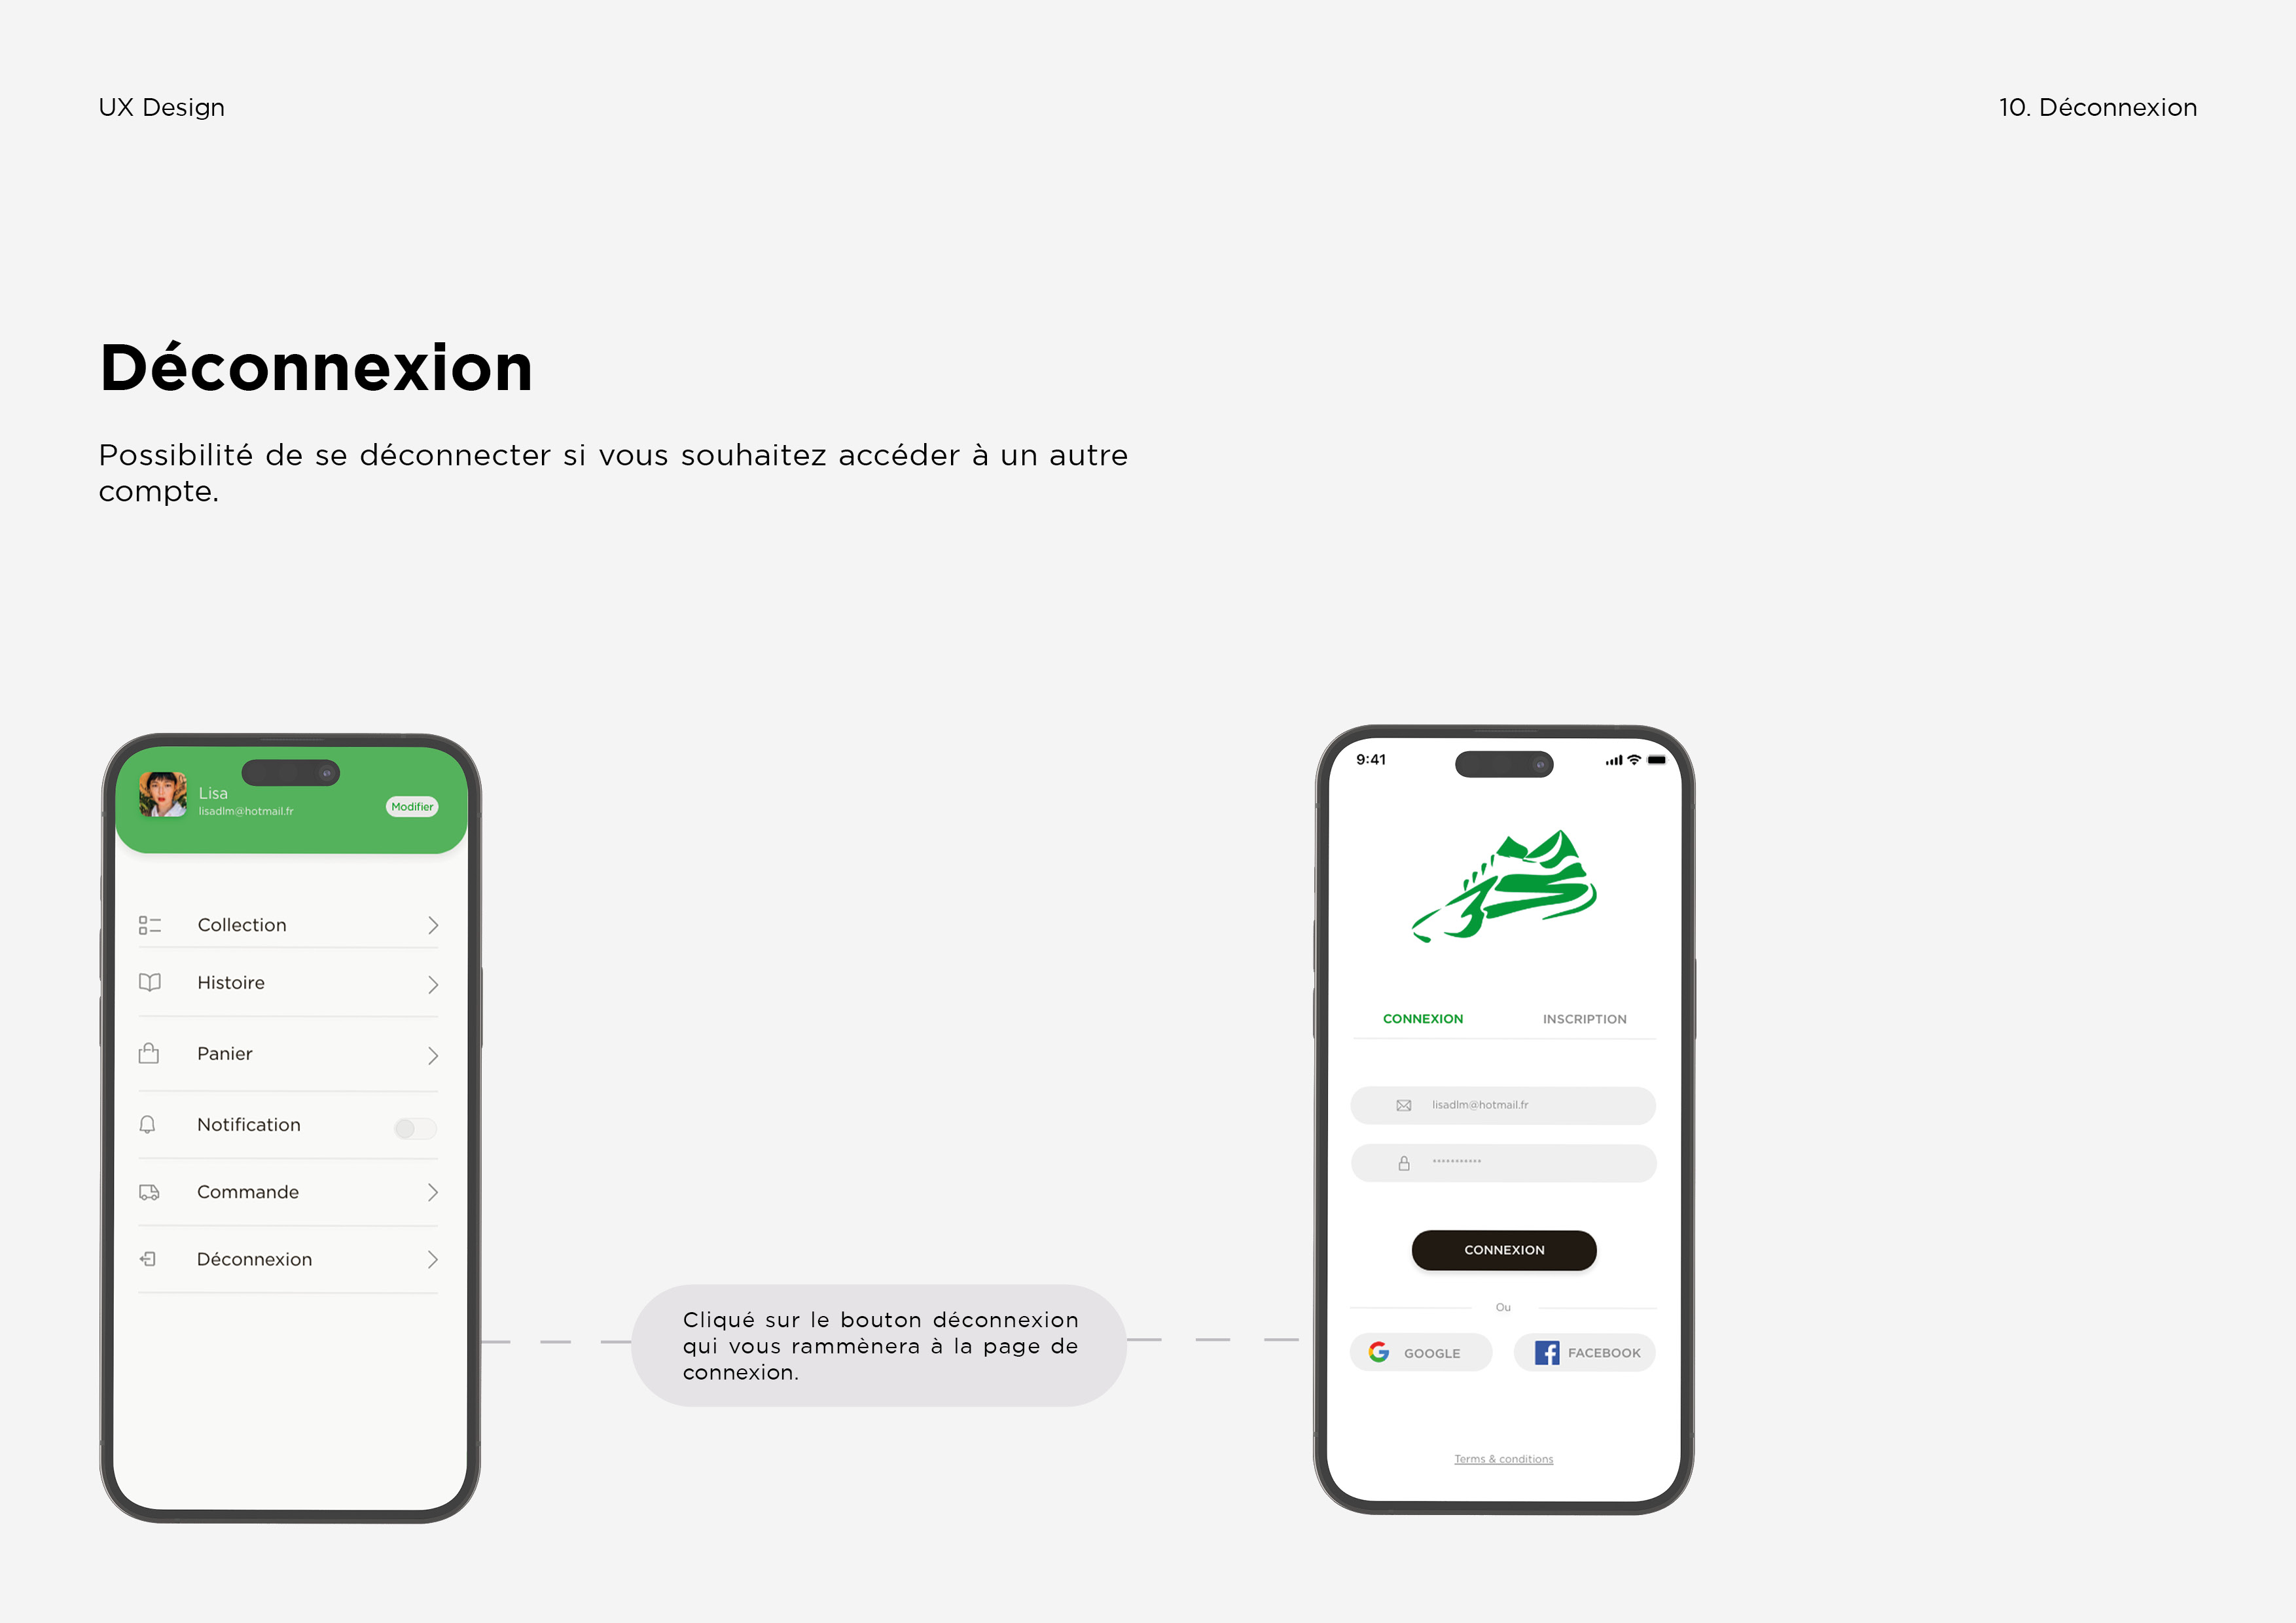 UX Design
10. Déconnexion
Déconnexion
Possibilité de se déconnecter si vous souhaitez accéder à un autre
compte.
Lisa
lisadlm@hotmail.fr
Modifier
Collection
Histoire
Panier
Notification
Commande
Déconnexion
Cliqué sur le bouton déconnexion
qui vous rammènera à la page de
connexion.
9:41
CONNEXION
INSCRIPTION
lisadlm@hotmail.fr
***********
CONNEXION
Ou
GOOGLE
FACEBOOK
Terms & conditions